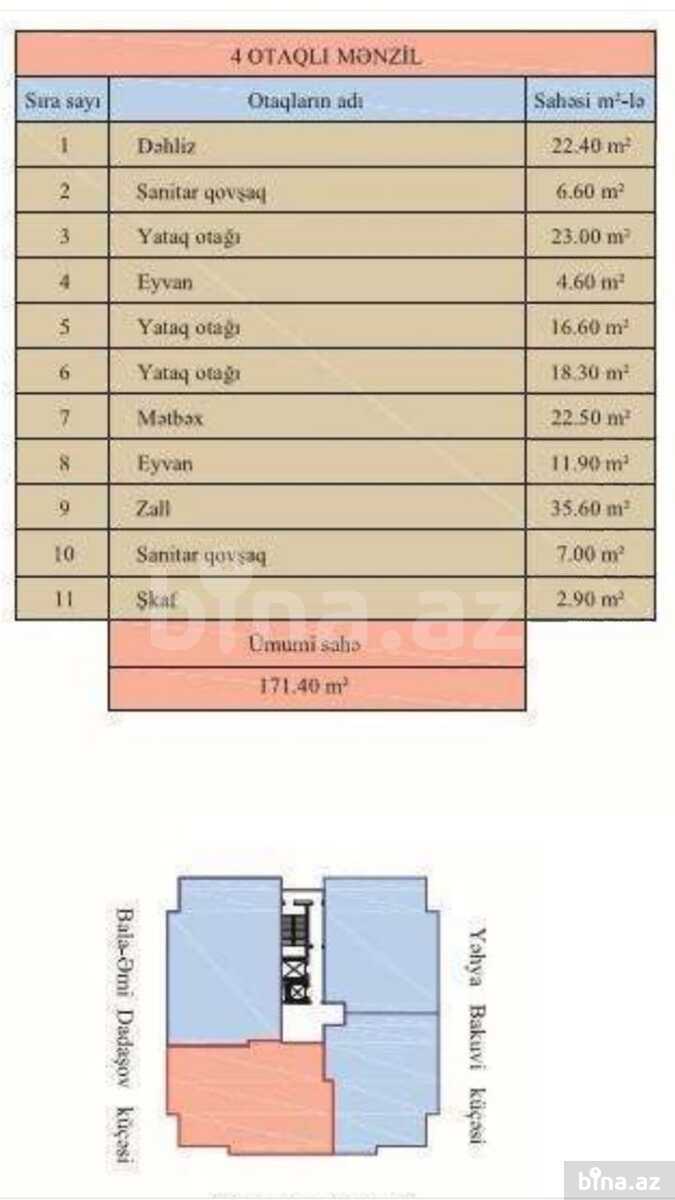 4 OTAQLI MƏNZİL
Sıra sayı Otaqların adı Sahəsi m²-lə
1 Dəhliz 22.40 m²
2 Sanitar qovşaq 6.60 m²
3 Yataq otağı 23.00 m²
4 Eyvan 4.60 m²
5 Yataq otağı 16.60 m²
6 Yataq otağı 18.30 m²
7 Mətbəx 22.50 m²
8 Eyvan 11.90 m²
9 Zall 35.60 m²
10 Sanitar qovşaq 7.00 m²
11 Şkaf 2.90 m²
bina.az
Ümumi sahə
171.40 m²
Bala-Əmi Dadaşov küçəsi
Yəhya Bakuvi küçəsi
bina.az